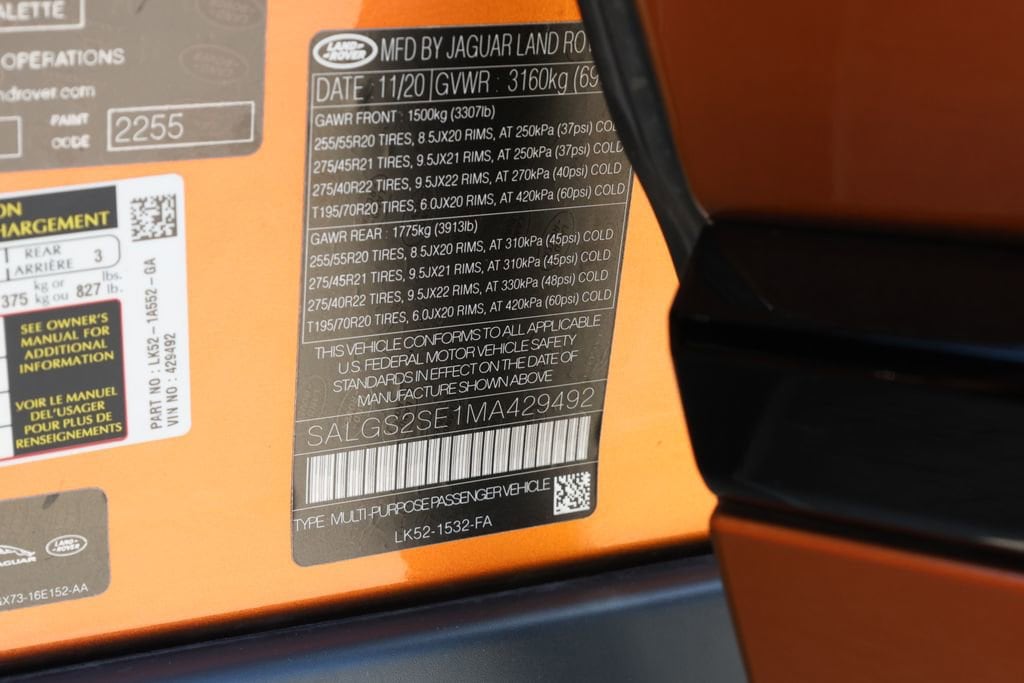 ALETTE
OPERATIONS
ndrover.com
PAINT
CODE
2255
ON
HARGEMENT
REAR
ARRIÈRE 3
375 kg or
kg ou 827 lbs.
lb.
SEE OWNER'S
MANUAL FOR
ADDITIONAL
INFORMATION
VOIR LE MANUEL
DEL'USAGER
POUR PLUS DE
RENSEIGNEMENTS
PART NO : LK52-1A552-GA
VIN NO : 429492
JAGUAR
LAND-
ROVER
GX73-16E152-AA
LAND-
ROVER
MFD BY JAGUAR LAND RO
DATE : 11/20 GVWR : 3160kg (69
GAWR FRONT : 1500kg (3307lb)
255/55R20 TIRES, 8.5JX20 RIMS, AT 250kPa (37psi) COL
275/45R21 TIRES, 9.5JX21 RIMS, AT 250kPa (37psi) COLD
275/40R22 TIRES, 9.5JX22 RIMS, AT 270kPa (40psi) COLD
T195/70R20 TIRES, 6.0JX20 RIMS, AT 420kPa (60psi) COLD
GAWR REAR : 1775kg (3913lb)
255/55R20 TIRES, 8.5JX20 RIMS, AT 310kPa (45psi) COLD
275/45R21 TIRES, 9.5JX21 RIMS, AT 310kPa (45psi) COLD
275/40R22 TIRES, 9.5JX22 RIMS, AT 330kPa (48psi) COLD
T195/70R20 TIRES, 6.0JX20 RIMS, AT 420kPa (60psi) COLD
THIS VEHICLE CONFORMS TO ALL APPLICABLE
U.S. FEDERAL MOTOR VEHICLE SAFETY
STANDARDS IN EFFECT ON THE DATE OF
MANUFACTURE SHOWN ABOVE
SALGS2SE1MA429492
TYPE MULTI-PURPOSE PASSENGER VEHICLE
LK52-1532-FA